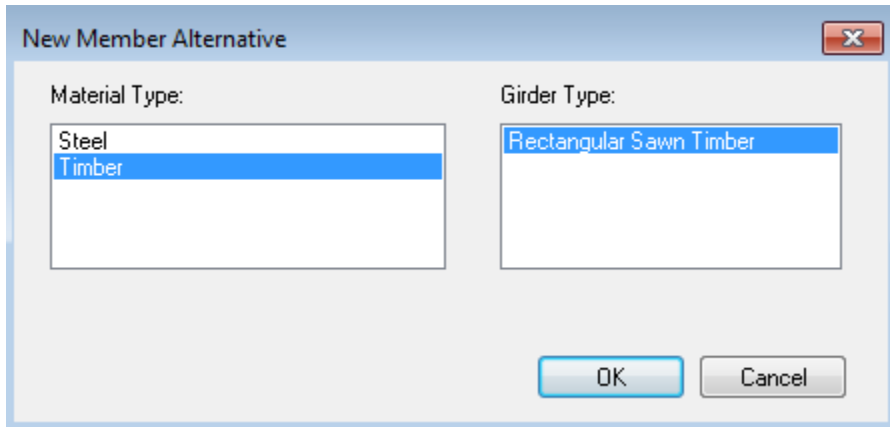 New Member Alternative
Material Type:
Girder Type:
Steel
Timber
Rectangular Sawn Timber
OK
Cancel